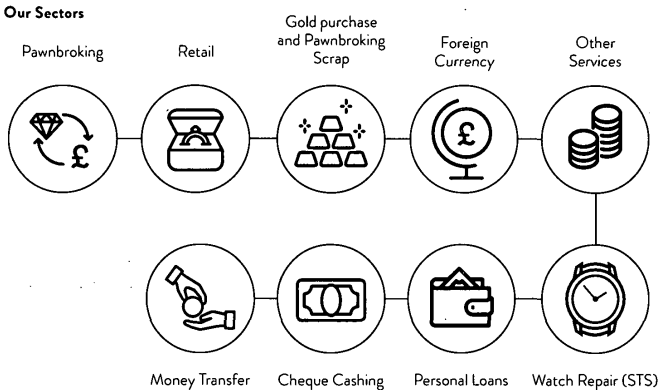 Our Sectors
Pawnbroking
Retail
Gold purchase
and Pawnbroking
Scrap
Foreign
Currency
Other
Services
£
£
Money Transfer
Cheque Cashing
Personal Loans
Watch Repair (STS)